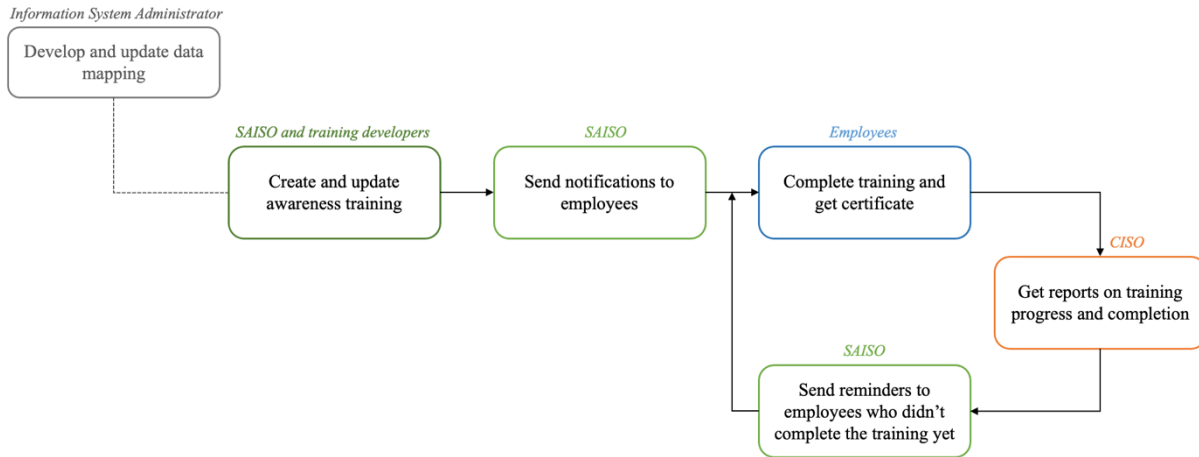 Information System Administrator
Develop and update data
mapping
SAISO and training developers
Create and update
awareness training
SAISO
Send notifications to
employees
Employees
Complete training and
get certificate
CISO
Get reports on training
progress and completion
SAISO
Send reminders to
employees who didn’t
complete the training yet